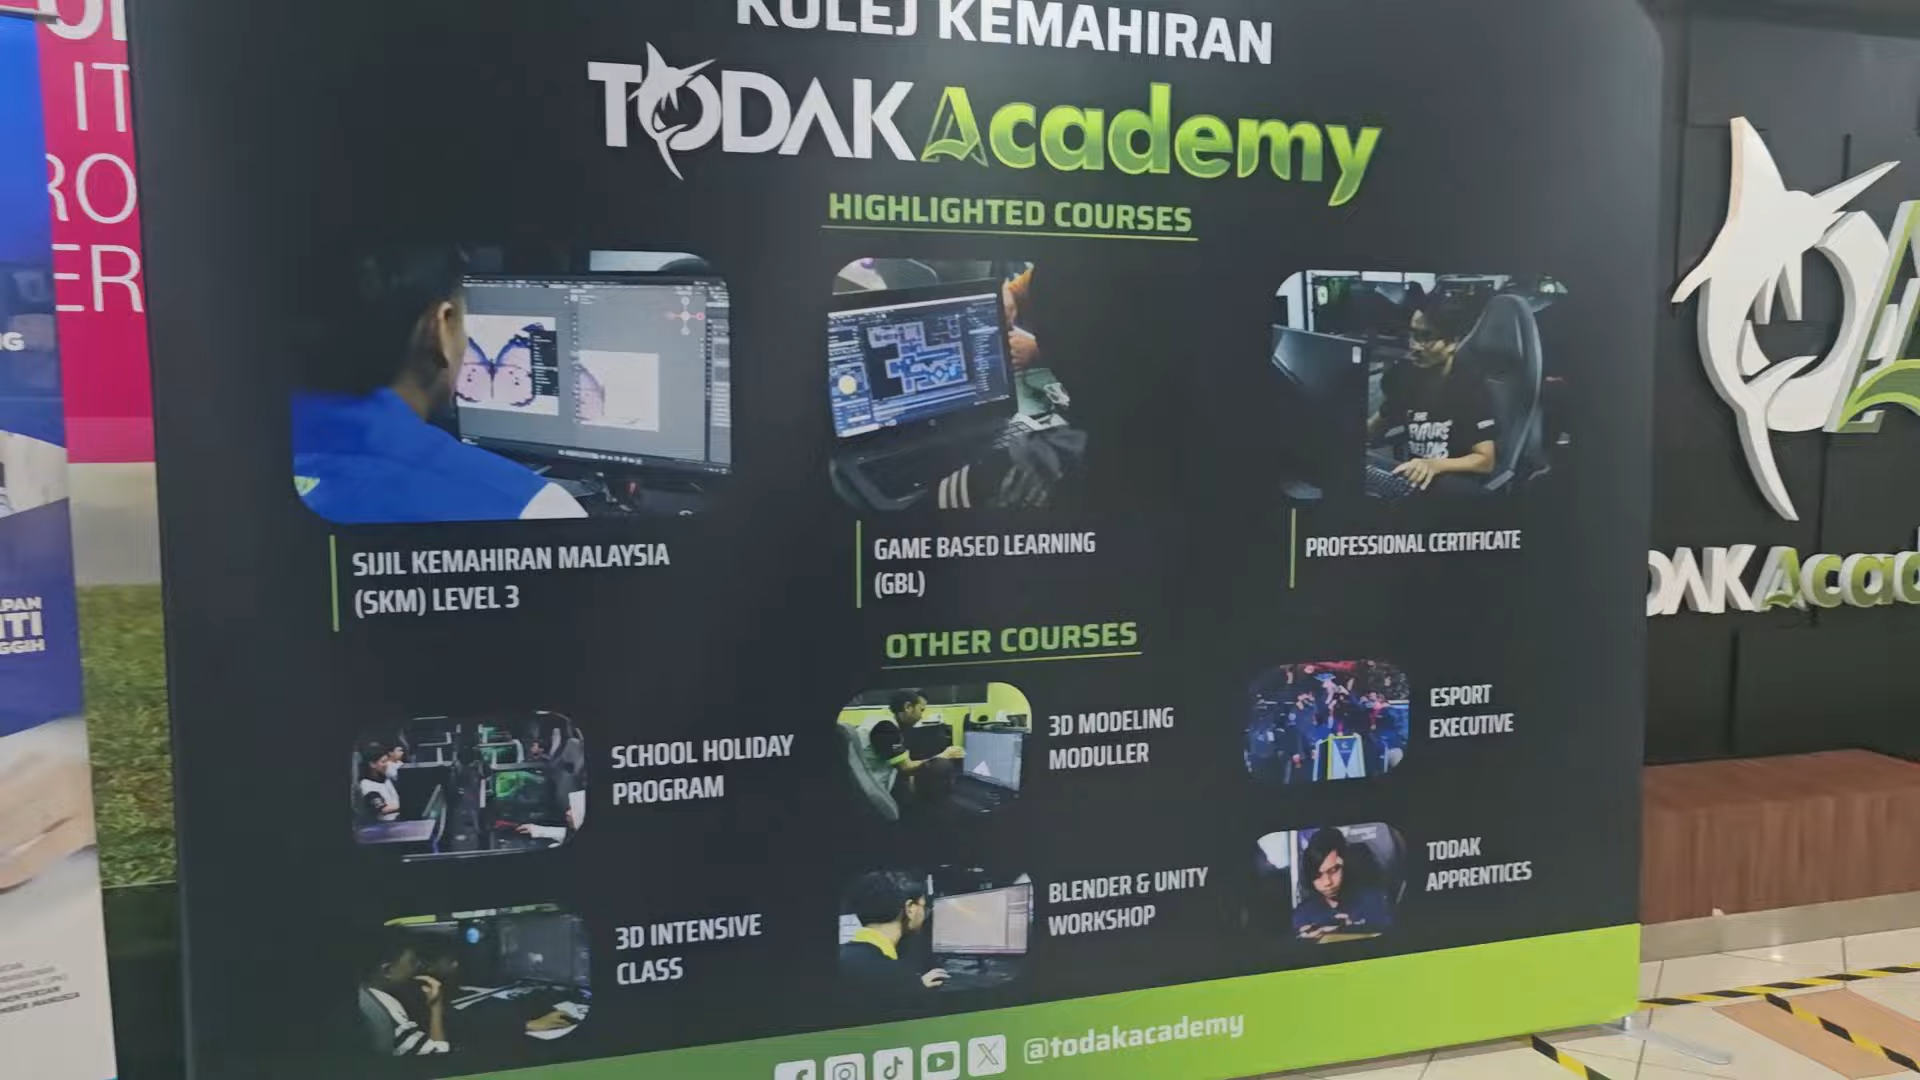 KOLEJ KEMAHIRAN
TODAK Academy
HIGHLIGHTED COURSES
SIJIL KEMAHIRAN MALAYSIA
(SKM) LEVEL 3
GAME BASED LEARNING
(GBL)
PROFESSIONAL CERTIFICATE
OTHER COURSES
SCHOOL HOLIDAY
PROGRAM
3D MODELING
MODULLER
ESPORT
EXECUTIVE
3D INTENSIVE
CLASS
BLENDER & UNITY
WORKSHOP
TODAK
APPRENTICES
@todakacademy
IT